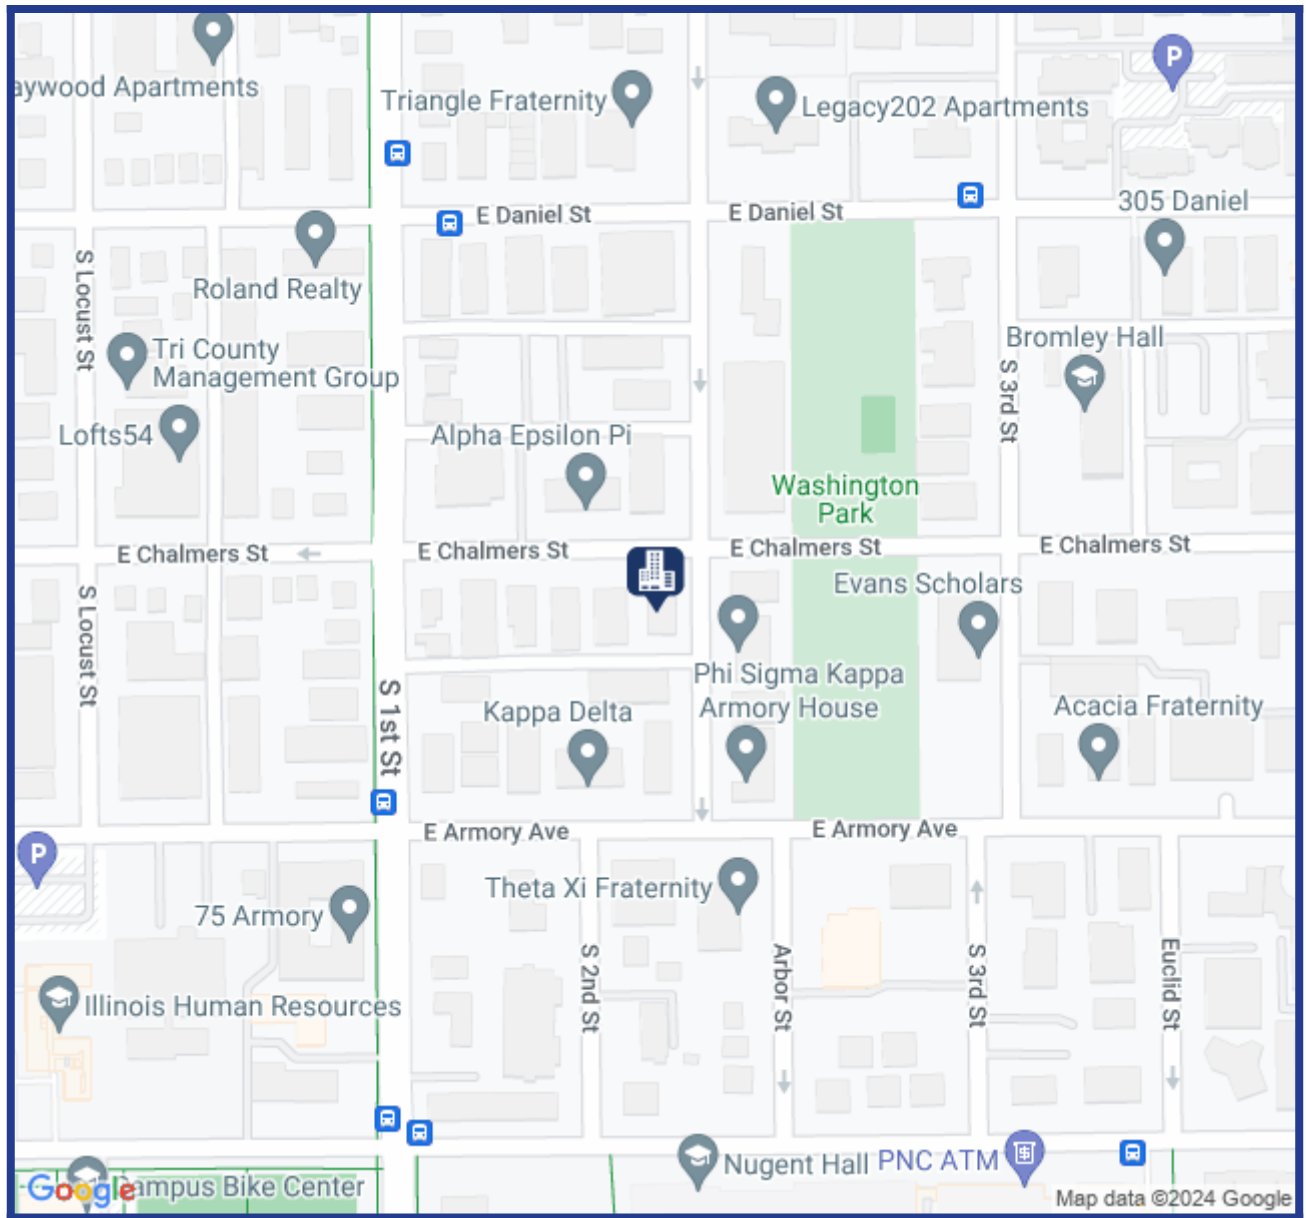 aywood Apartments
Triangle Fraternity
Legacy202 Apartments
P
305 Daniel
E Daniel St
E Daniel St
S Locust St
Roland Realty
Tri County
Management Group
Bromley Hall
S 3rd St
Lofts54
Alpha Epsilon Pi
Washington
Park
E Chalmers St
E Chalmers St
E Chalmers St
E Chalmers St
Evans Scholars
S Locust St
S 1st St
Phi Sigma Kappa
Armory House
Kappa Delta
Acacia Fraternity
E Armory Ave
E Armory Ave
P
75 Armory
Theta Xi Fraternity
S 2nd St
Arbor St
S 3rd St
Euclid St
Illinois Human Resources
Nugent Hall
PNC ATM
Google
Campus Bike Center
Map data ©2024 Google